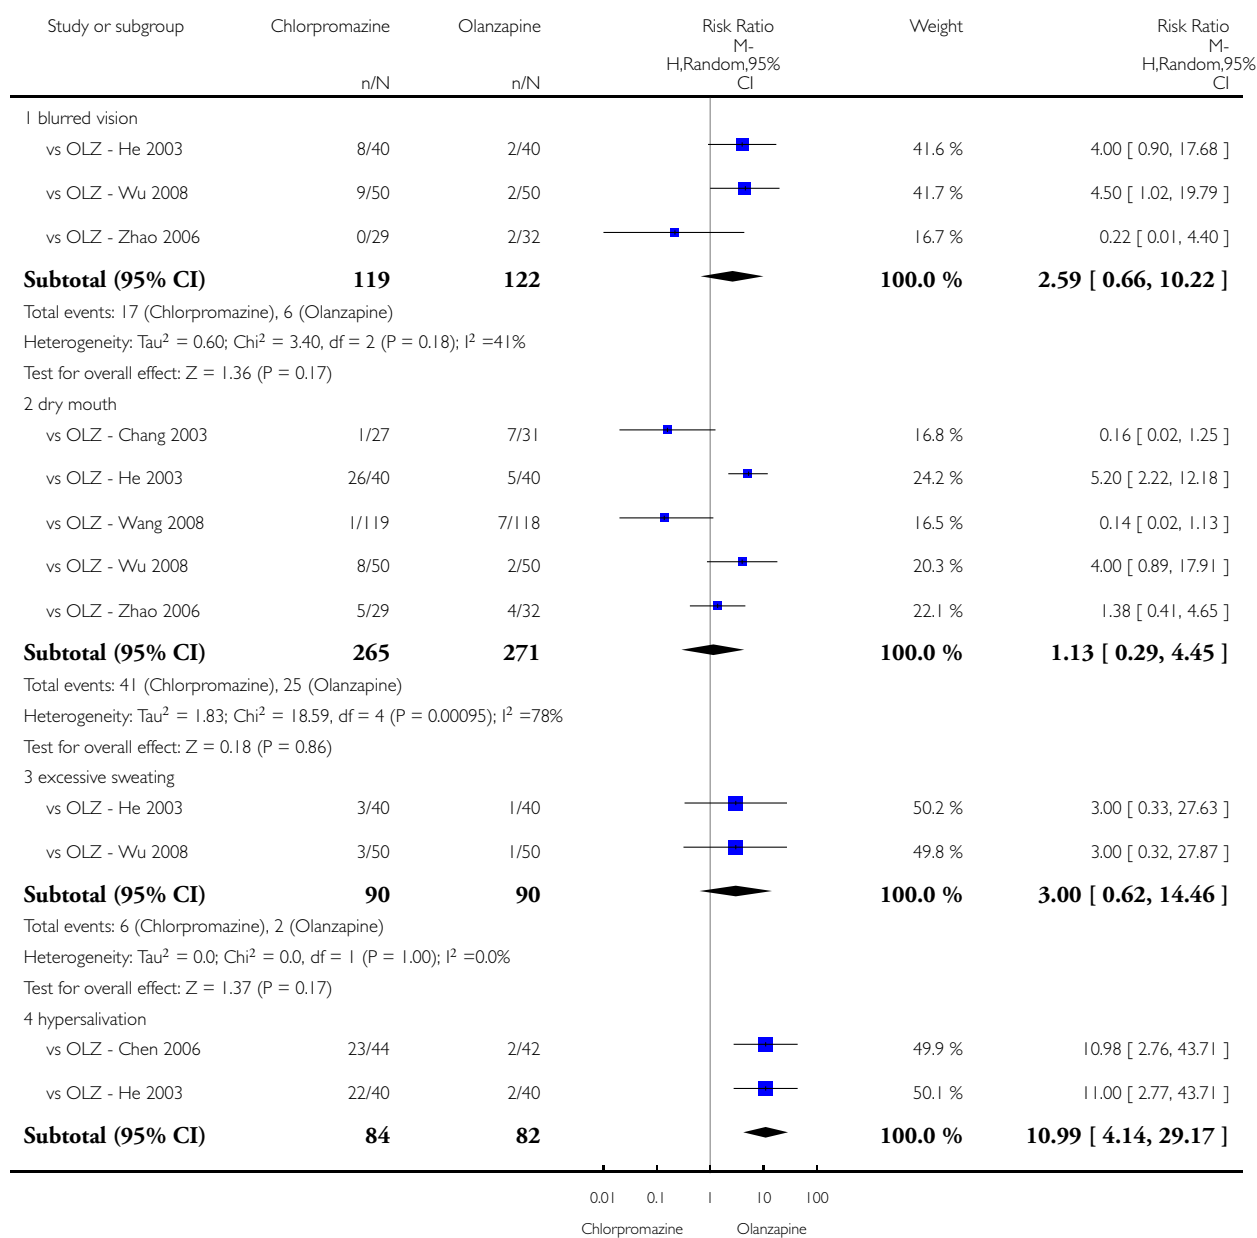 Study or subgroup Chlorpromazine Olanzapine Risk Ratio Weight Risk Ratio
M- M-
H,Random,95% H,Random,95%
n/N n/N CI CI
1 blurred vision
vs OLZ - He 2003 8/40 2/40 41.6 % 4.00 [ 0.90, 17.68 ]
vs OLZ - Wu 2008 9/50 2/50 41.7 % 4.50 [ 1.02, 19.79 ]
vs OLZ - Zhao 2006 0/29 2/32 16.7 % 0.22 [ 0.01, 4.40 ]
Subtotal (95% CI) 119 122 100.0 % 2.59 [ 0.66, 10.22 ]
Total events: 17 (Chlorpromazine), 6 (Olanzapine)
Heterogeneity: Tau² = 0.60; Chi² = 3.40, df = 2 (P = 0.18); I² =41%
Test for overall effect: Z = 1.36 (P = 0.17)
2 dry mouth
vs OLZ - Chang 2003 1/27 7/31 16.8 % 0.16 [ 0.02, 1.25 ]
vs OLZ - He 2003 26/40 5/40 24.2 % 5.20 [ 2.22, 12.18 ]
vs OLZ - Wang 2008 1/119 7/118 16.5 % 0.14 [ 0.02, 1.13 ]
vs OLZ - Wu 2008 8/50 2/50 20.3 % 4.00 [ 0.89, 17.91 ]
vs OLZ - Zhao 2006 5/29 4/32 22.1 % 1.38 [ 0.41, 4.65 ]
Subtotal (95% CI) 265 271 100.0 % 1.13 [ 0.29, 4.45 ]
Total events: 41 (Chlorpromazine), 25 (Olanzapine)
Heterogeneity: Tau² = 1.83; Chi² = 18.59, df = 4 (P = 0.00095); I² =78%
Test for overall effect: Z = 0.18 (P = 0.86)
3 excessive sweating
vs OLZ - He 2003 3/40 1/40 50.2 % 3.00 [ 0.33, 27.63 ]
vs OLZ - Wu 2008 3/50 1/50 49.8 % 3.00 [ 0.32, 27.87 ]
Subtotal (95% CI) 90 90 100.0 % 3.00 [ 0.62, 14.46 ]
Total events: 6 (Chlorpromazine), 2 (Olanzapine)
Heterogeneity: Tau² = 0.0; Chi² = 0.0, df = 1 (P = 1.00); I² =0.0%
Test for overall effect: Z = 1.37 (P = 0.17)
4 hypersalivation
vs OLZ - Chen 2006 23/44 2/42 49.9 % 10.98 [ 2.76, 43.71 ]
vs OLZ - He 2003 22/40 2/40 50.1 % 11.00 [ 2.77, 43.71 ]
Subtotal (95% CI) 84 82 100.0 % 10.99 [ 4.14, 29.17 ]
0.01 0.1 1 10 100
Chlorpromazine Olanzapine